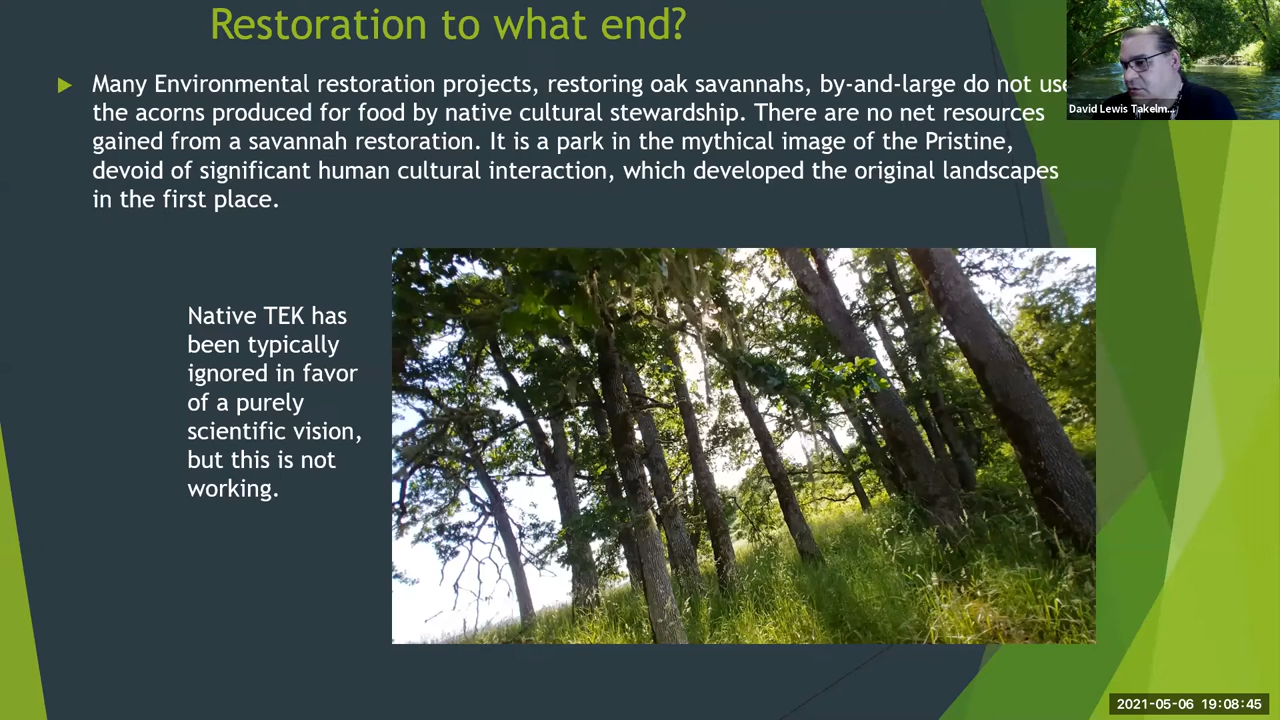 Restoration to what end?
Many Environmental restoration projects, restoring oak savannahs, by-and-large do not use
the acorns produced for food by native cultural stewardship. There are no net resources
gained from a savannah restoration. It is a park in the mythical image of the Pristine,
devoid of significant human cultural interaction, which developed the original landscapes
in the first place.
David Lewis Takelm...
Native TEK has
been typically
ignored in favor
of a purely
scientific vision,
but this is not
working.
2021-05-06 19:08:45